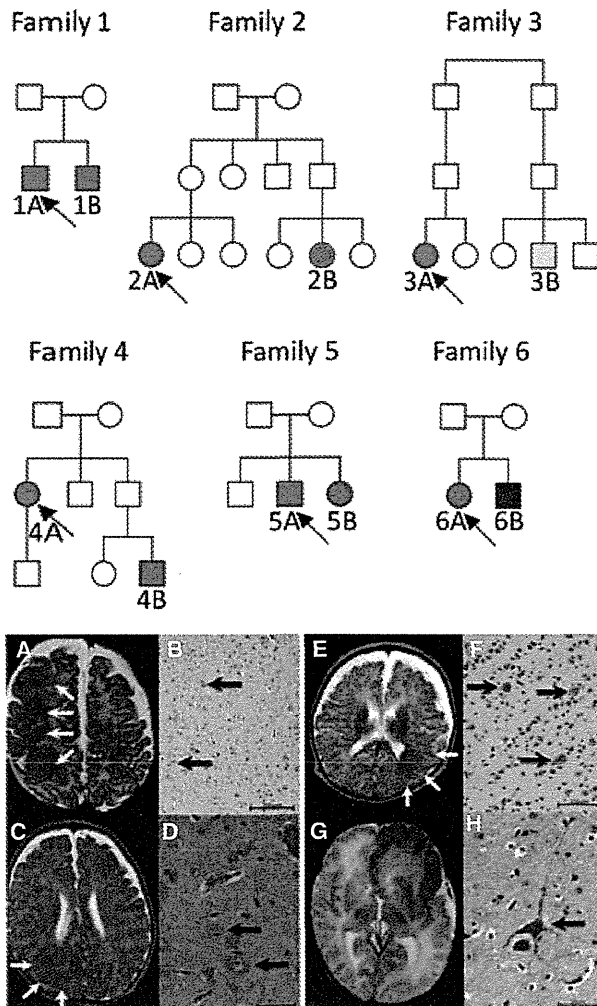 Family 1 Family 2 Family 3
1A 1B
2A 2B 3A 3B
Family 4 Family 5 Family 6
4A 5A 5B 6A 6B
4B
A B E F
C D G H